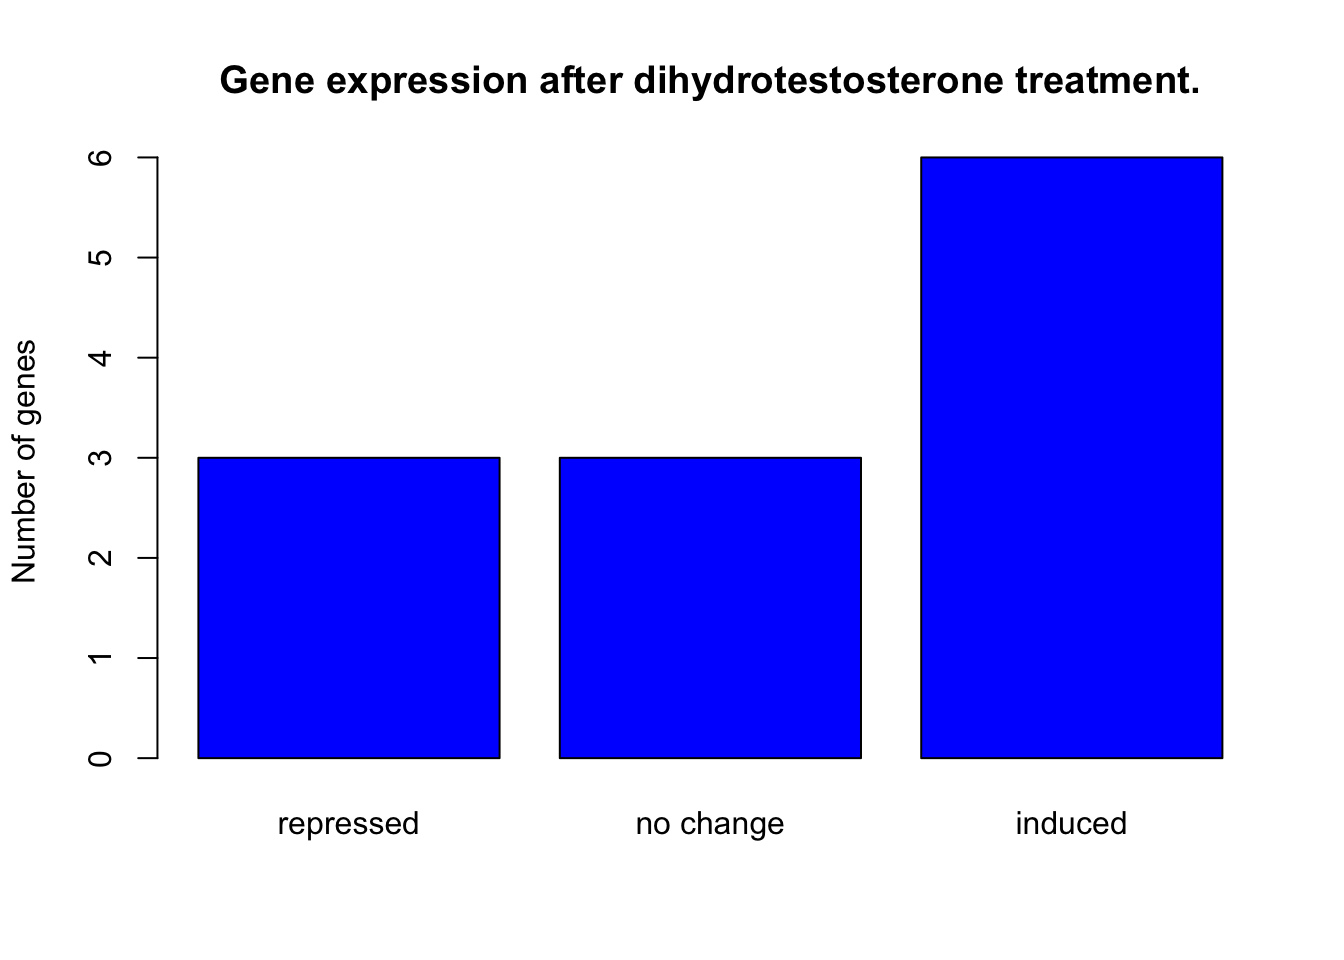 Gene expression after dihydrotestosterone treatment.
Number of genes
6
5
4
3
2
1
0
repressed no change induced